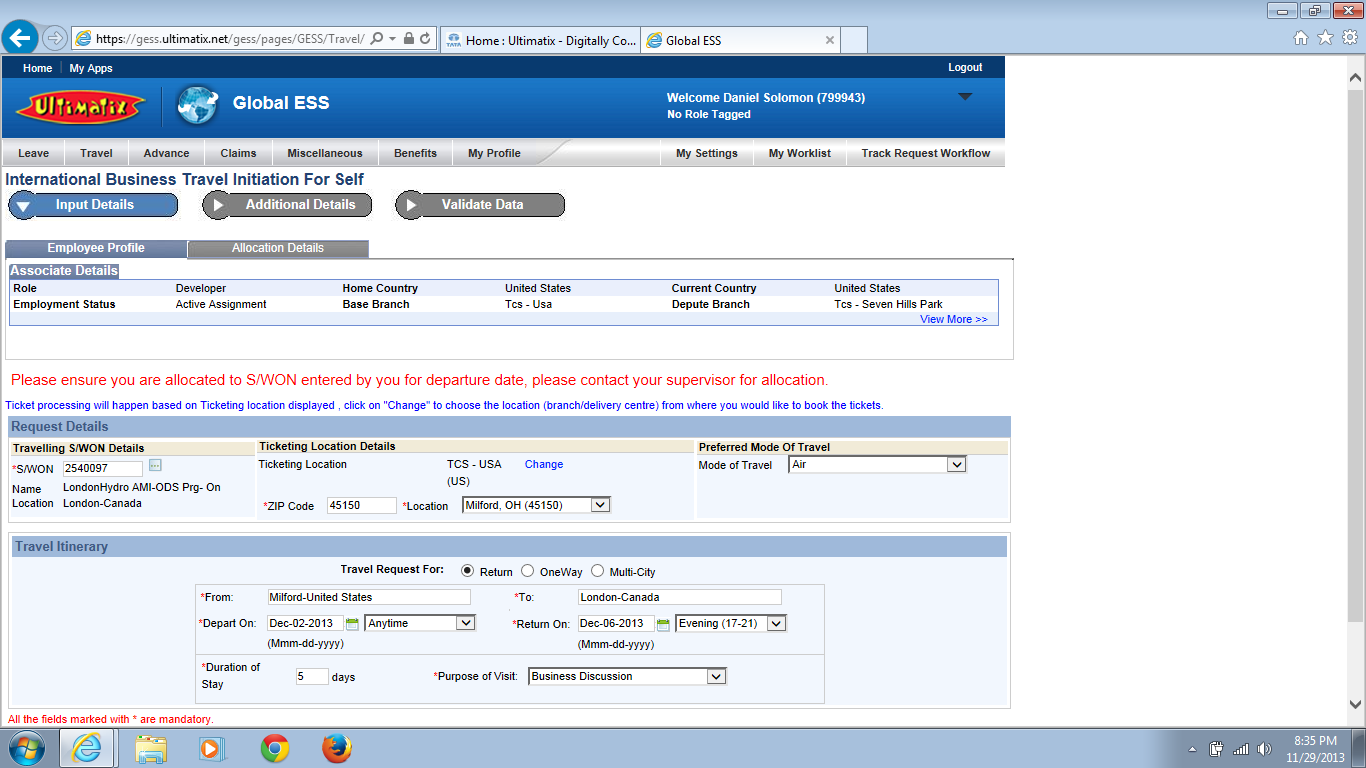 https://gess.ultimatix.net/gess/pages/GESS/Travel/
Home : Ultimatix - Digitally Co...
Global ESS
Home My Apps Logout
ULTIMATIX
Global ESS
Welcome Daniel Solomon (799943)
No Role Tagged
Leave Travel Advance Claims Miscellaneous Benefits My Profile My Settings My Worklist Track Request Workflow
International Business Travel Initiation For Self
Input Details Additional Details Validate Data
Employee Profile Allocation Details
Associate Details
Role Developer Home Country United States Current Country United States
Employment Status Active Assignment Base Branch Tcs - Usa Depute Branch Tcs - Seven Hills Park
View More >>
Please ensure you are allocated to S/WON entered by you for departure date, please contact your supervisor for allocation.
Ticket processing will happen based on Ticketing location displayed , click on "Change" to choose the location (branch/delivery centre) from where you would like to book the tickets.
Request Details
Travelling S/WON Details Ticketing Location Details Preferred Mode Of Travel
*S/WON 2540097 Ticketing Location TCS - USA (US) Change Mode of Travel Air
Name LondonHydro AMI-ODS Prg- On
Location London-Canada *ZIP Code 45150 *Location Milford, OH (45150)
Travel Itinerary
Travel Request For: Return OneWay Multi-City
*From: Milford-United States *To: London-Canada
*Depart On: Dec-02-2013 Anytime *Return On: Dec-06-2013 Evening (17-21)
(Mmm-dd-yyyy) (Mmm-dd-yyyy)
*Duration of Stay 5 days *Purpose of Visit: Business Discussion
All the fields marked with * are mandatory.
8:35 PM
11/29/2013